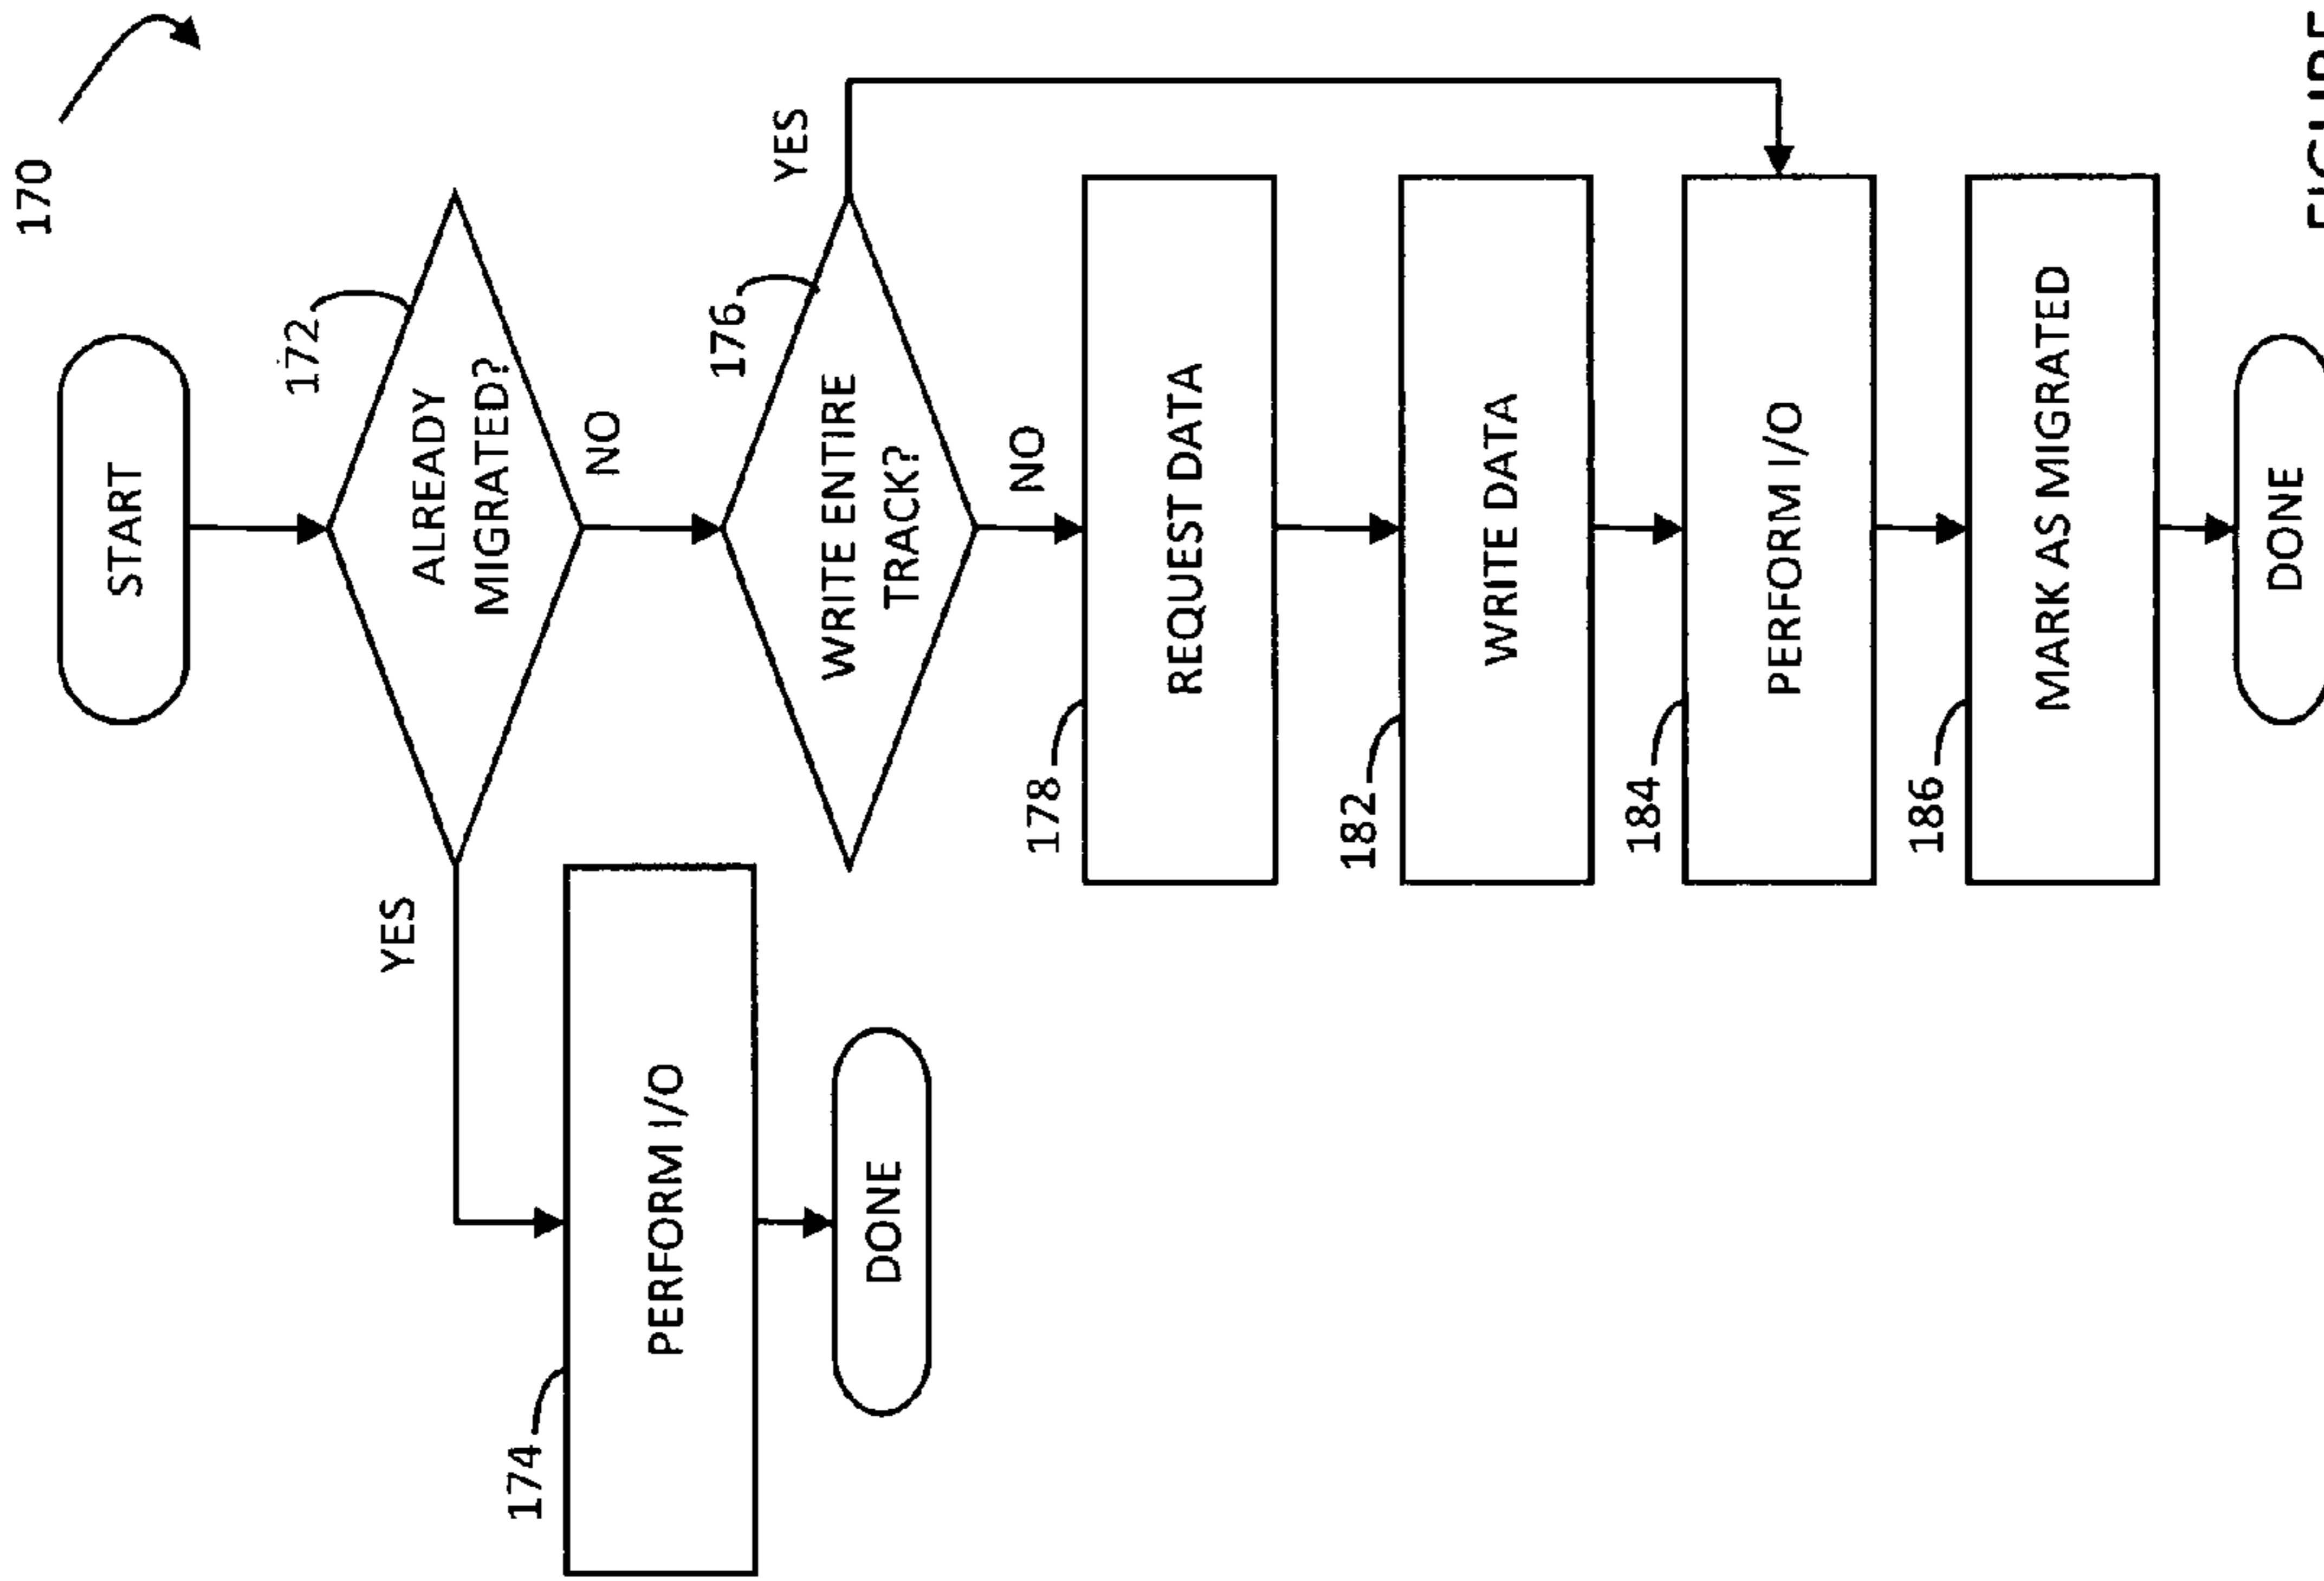 170
START
172
ALREADY
MIGRATED?
YES
NO
174
PERFORM I/O
DONE
176
WRITE ENTIRE
TRACK?
YES
NO
178
REQUEST DATA
182
WRITE DATA
184
PERFORM I/O
186
MARK AS MIGRATED
DONE